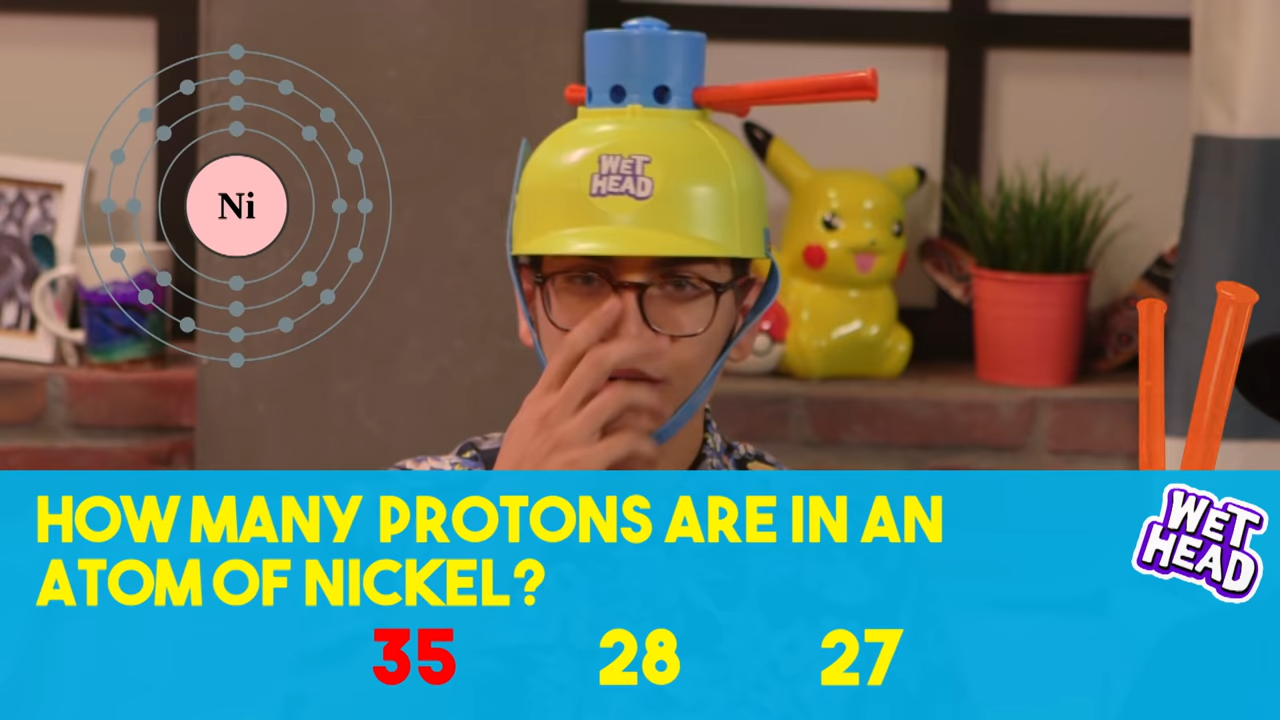 Ni
WET
HEAD
HOW MANY PROTONS ARE IN AN
ATOM OF NICKEL?
35 28 27
WET
HEAD